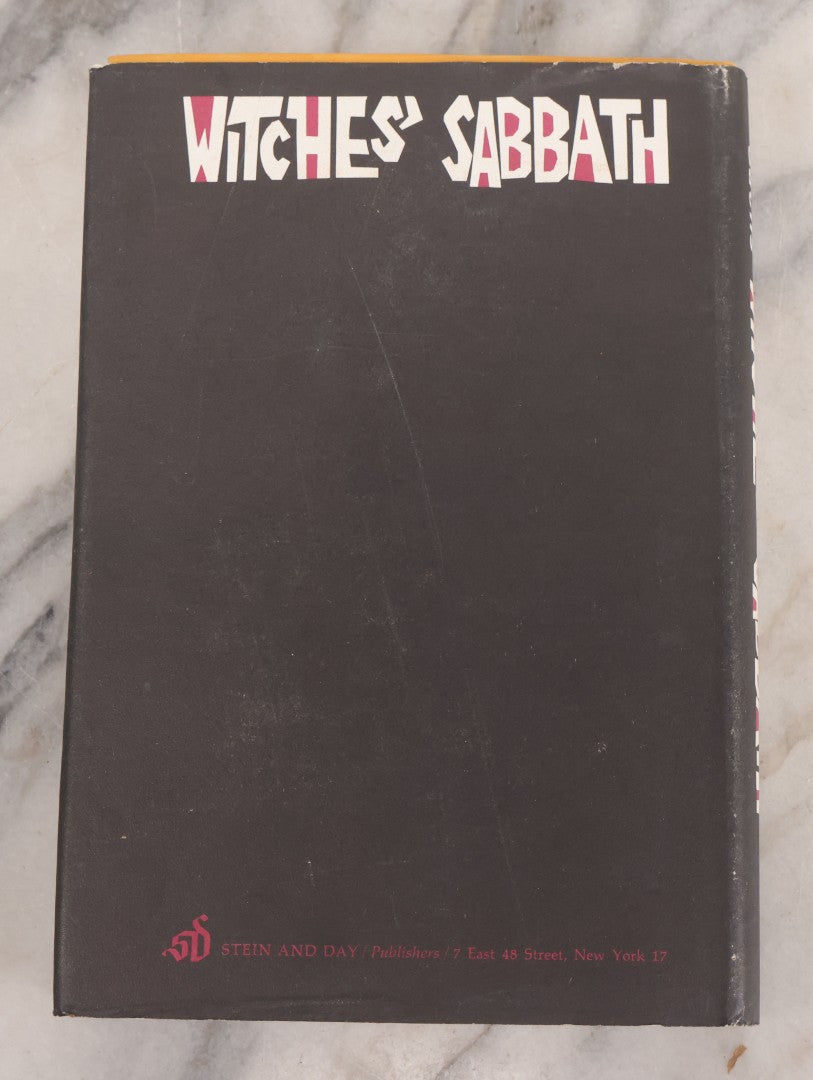 WITCHES' SABBATH
sd STEIN AND DAY / Publishers / 7 East 48 Street, New York 17